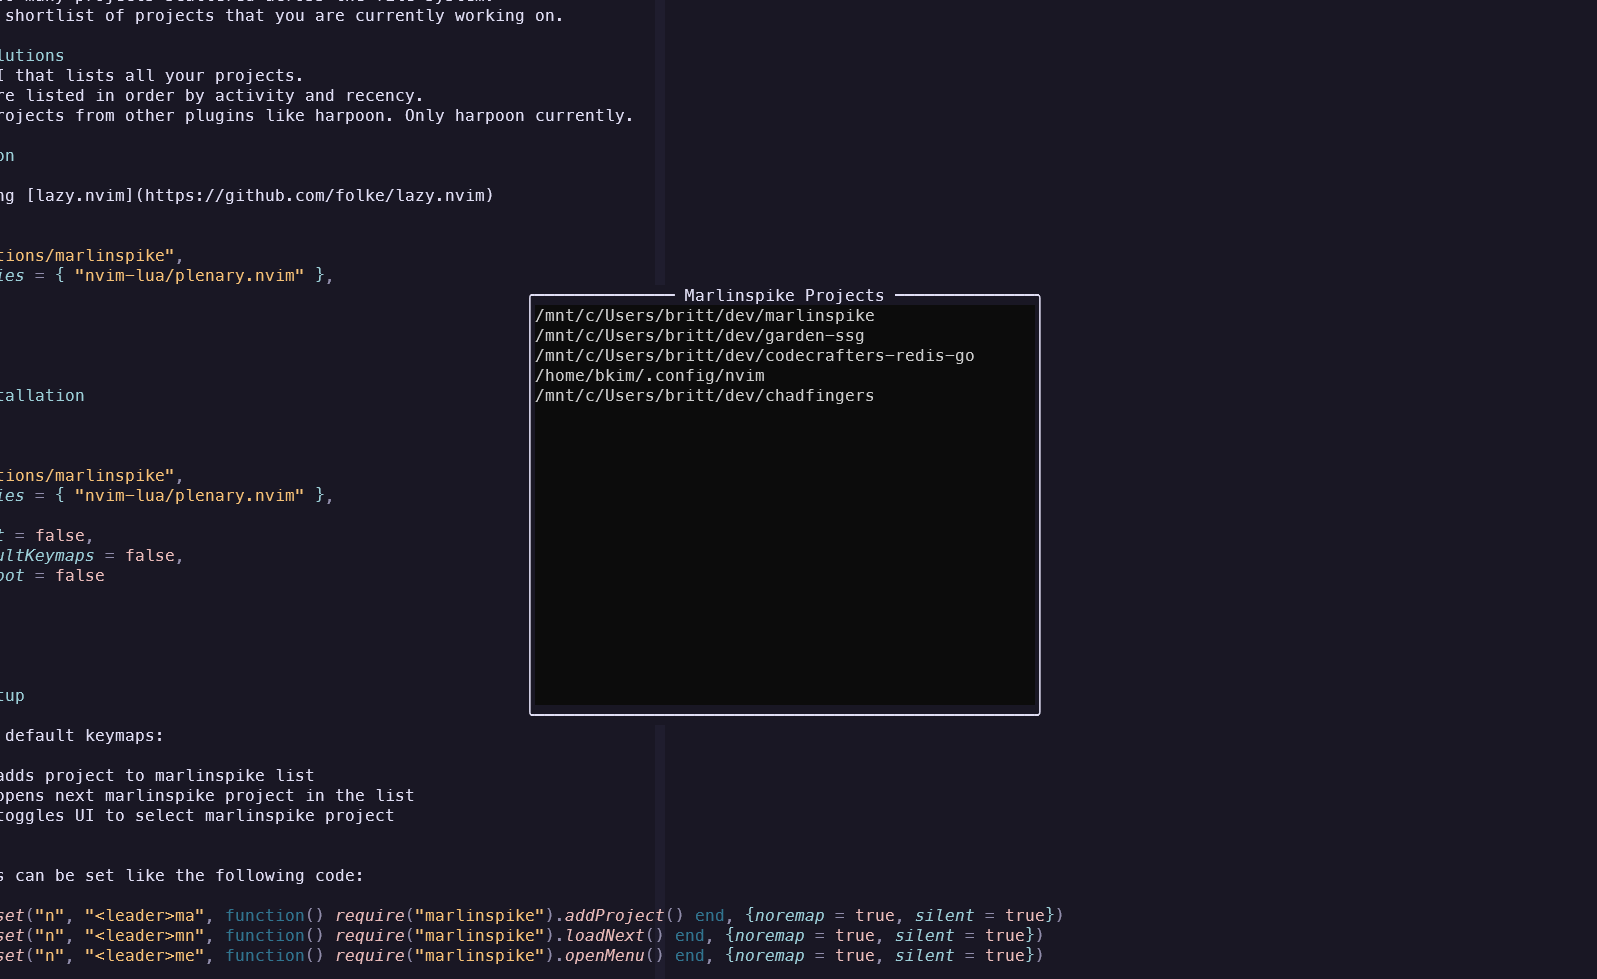 shortlist of projects that you are currently working on.
lutions
I that lists all your projects.
re listed in order by activity and recency.
rojects from other plugins like harpoon. Only harpoon currently.
on
ng [lazy.nvim](https://github.com/folke/lazy.nvim)
tions/marlinspike",
ies = { "nvim-lua/plenary.nvim" },
Marlinspike Projects
/mnt/c/Users/britt/dev/marlinspike
/mnt/c/Users/britt/dev/garden-ssg
/mnt/c/Users/britt/dev/codecrafters-redis-go
/home/bkim/.config/nvim
/mnt/c/Users/britt/dev/chadfingers
tallation
tions/marlinspike",
ies = { "nvim-lua/plenary.nvim" },
t = false,
ultKeymaps = false,
oot = false
tup
default keymaps:
adds project to marlinspike list
opens next marlinspike project in the list
toggles UI to select marlinspike project
s can be set like the following code:
set("n", "<leader>ma", function() require("marlinspike").addProject() end, {noremap = true, silent = true})
set("n", "<leader>mn", function() require("marlinspike").loadNext() end, {noremap = true, silent = true})
set("n", "<leader>me", function() require("marlinspike").openMenu() end, {noremap = true, silent = true})